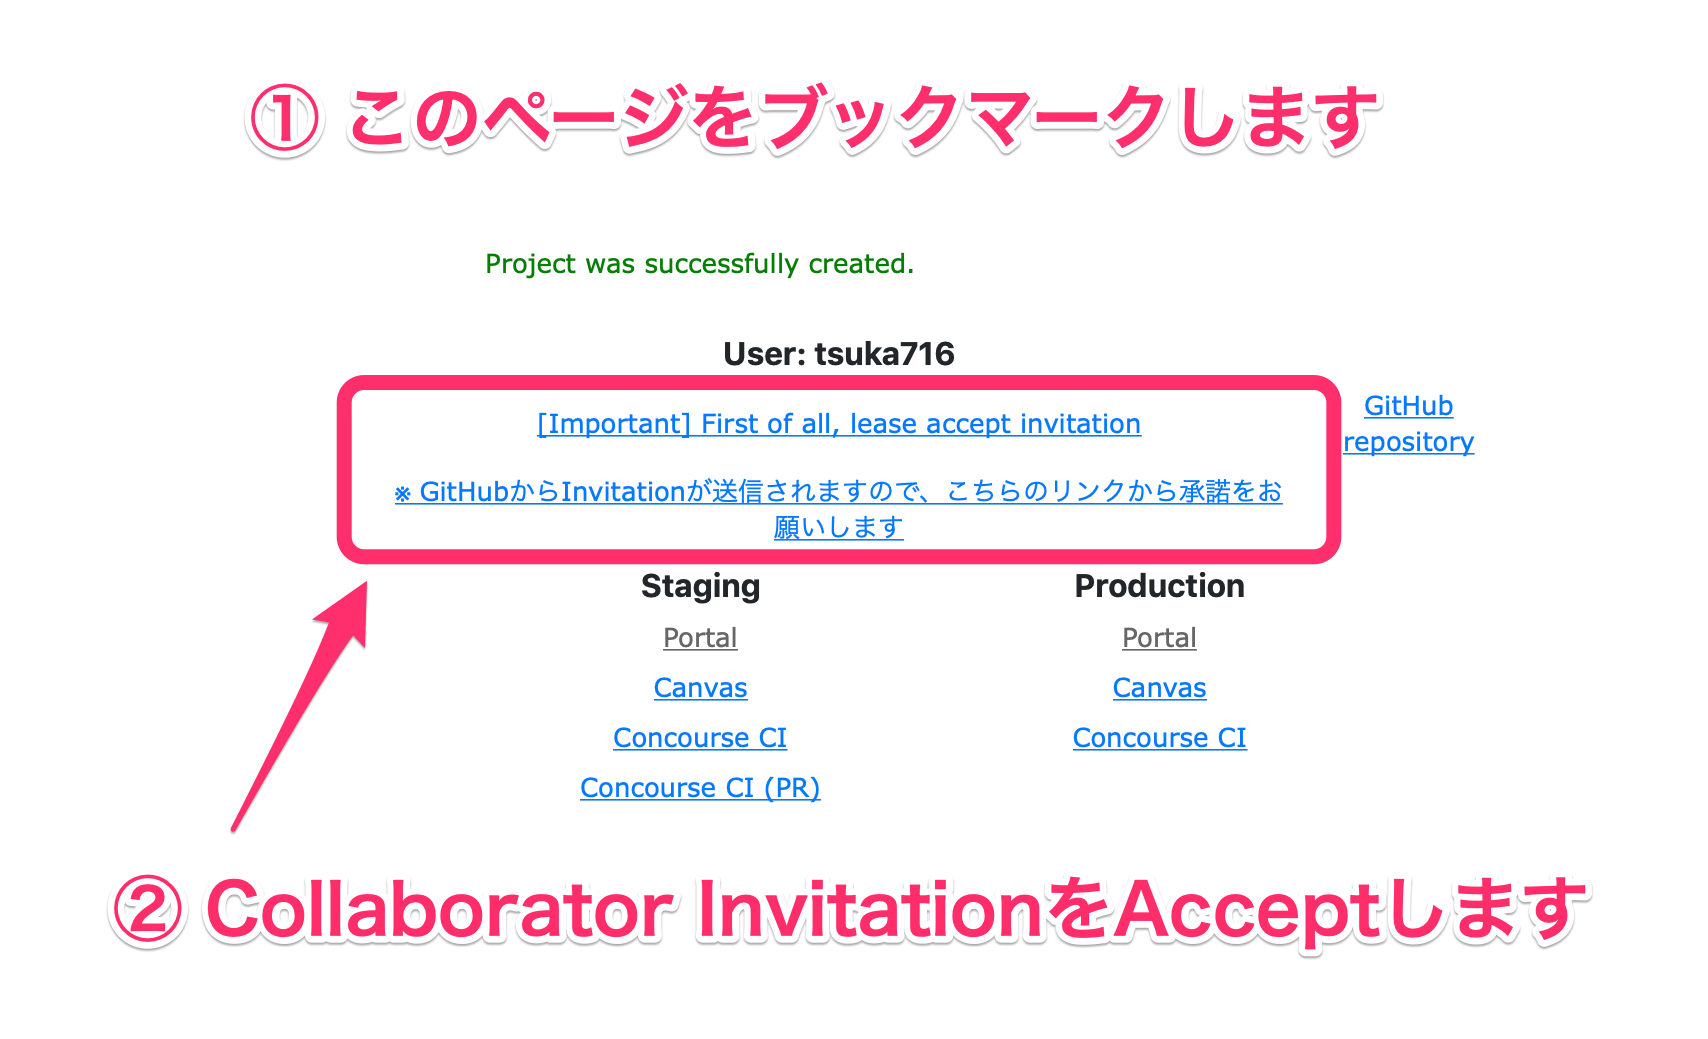 ① このページをブックマークします
Project was successfully created.
User: tsuka716
[Important] First of all, lease accept invitation
※ GitHubからInvitationが送信されますので、こちらのリンクから承諾をお
願いします
GitHub
repository
Staging
Portal
Canvas
Concourse CI
Concourse CI (PR)
Production
Portal
Canvas
Concourse CI
② Collaborator InvitationをAcceptします